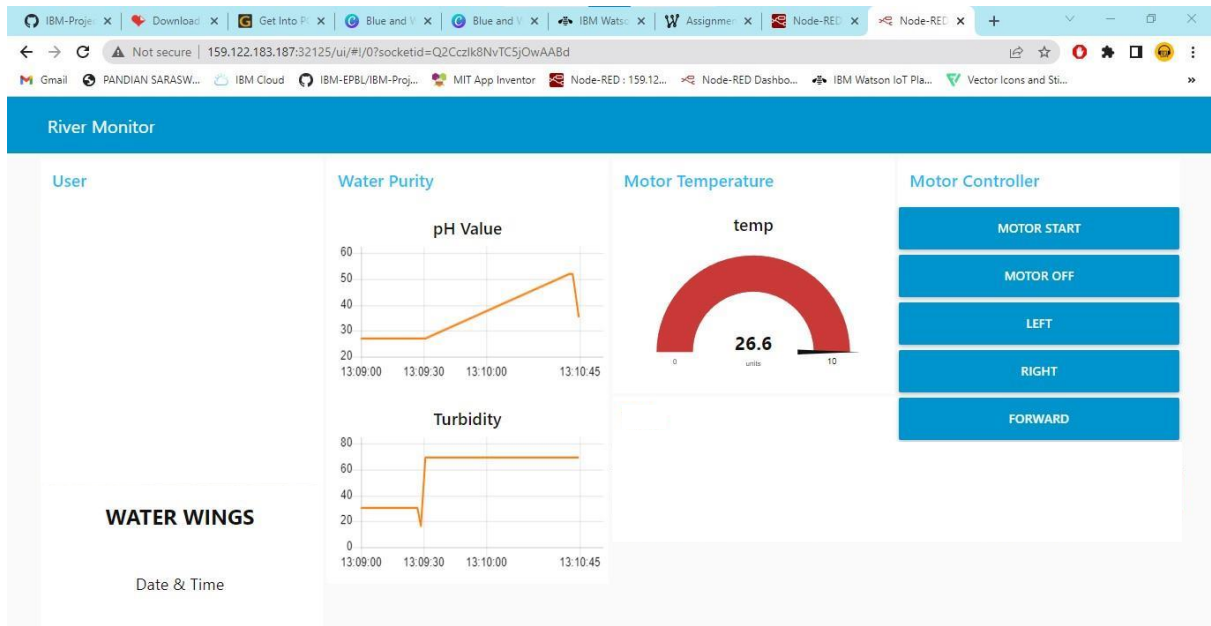 IBM-Proje
Download
Get Into P
Blue and V
Blue and V
IBM Watso
Assignmen
Node-RED
Node-RED
Not secure
159.122.183.187:32125/ui/#!/0?socketid=Q2Cczlk8NvTC5jOwAABd
Gmail
PANDIAN SARASW...
IBM Cloud
IBM-EPBL/IBM-Proj...
MIT App Inventor
Node-RED : 159.12...
Node-RED Dashbo...
IBM Watson IoT Pla...
Vector Icons and Sti...
River Monitor
User
WATER WINGS
Date & Time
Water Purity
pH Value
60
50
40
30
20
13:09:00 13:09:30 13:10:00 13:10:45
Turbidity
80
60
40
20
0
13:09:00 13:09:30 13:10:00 13:10:45
Motor Temperature
temp
26.6
0 units 10
Motor Controller
MOTOR START
MOTOR OFF
LEFT
RIGHT
FORWARD